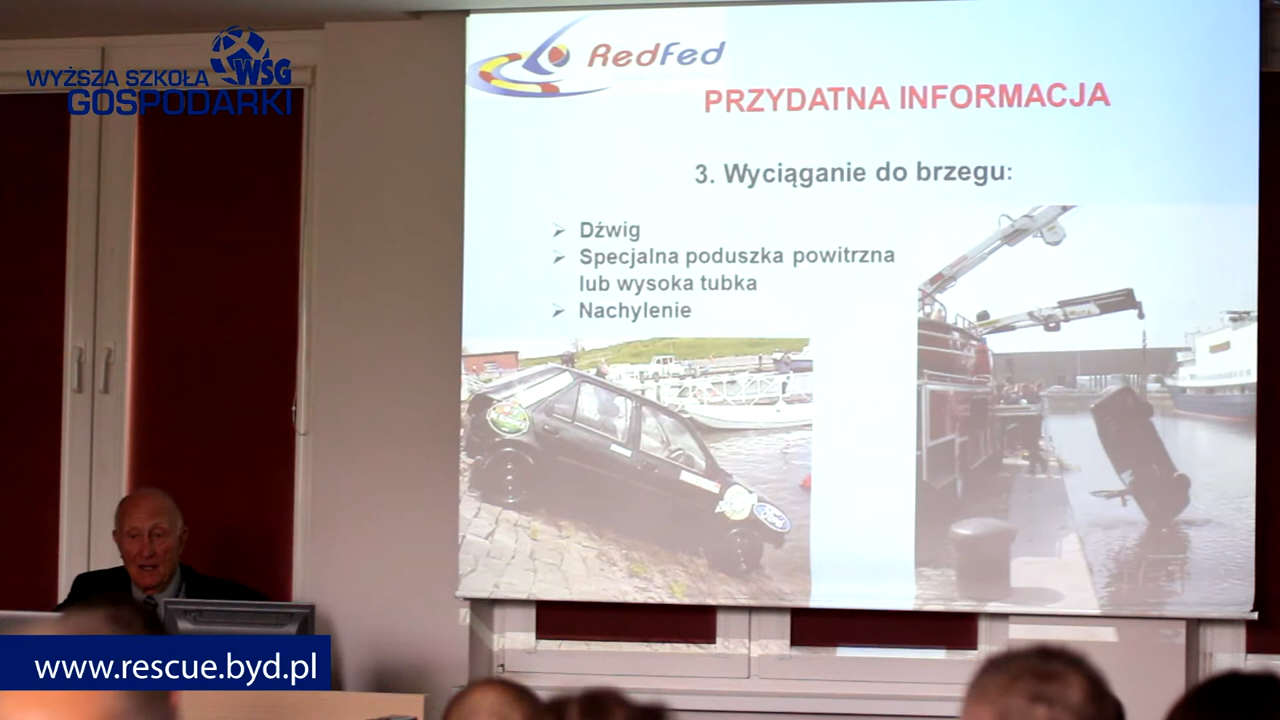 WYŻSZA SZKOŁA WSG
GOSPODARKI
RedFed
PRZYDATNA INFORMACJA
3. Wyciąganie do brzegu:
Dźwig
Specjalna poduszka powitrzna
lub wysoka tubka
Nachylenie
www.rescue.byd.pl